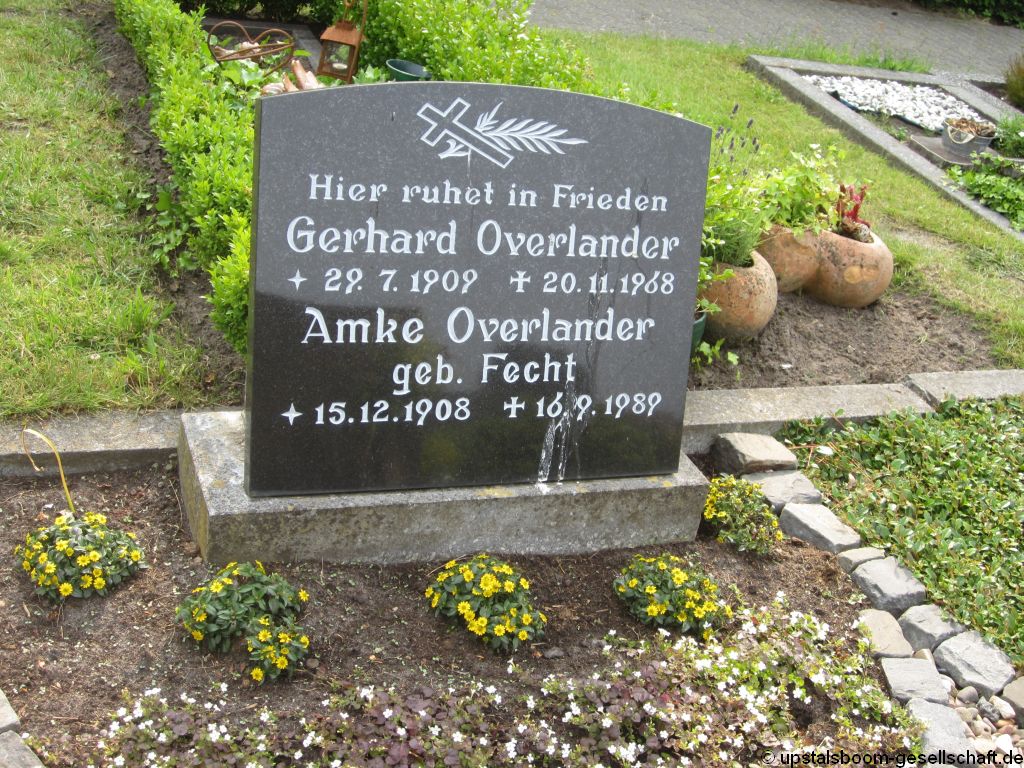 Hier ruhet in Frieden
Gerhard Overlander
29. 7. 1909 20. 11. 1968
Amke Overlander
geb. Fecht
15. 12. 1908 16. 9. 1989
© upstalsboom-gesellschaft.de